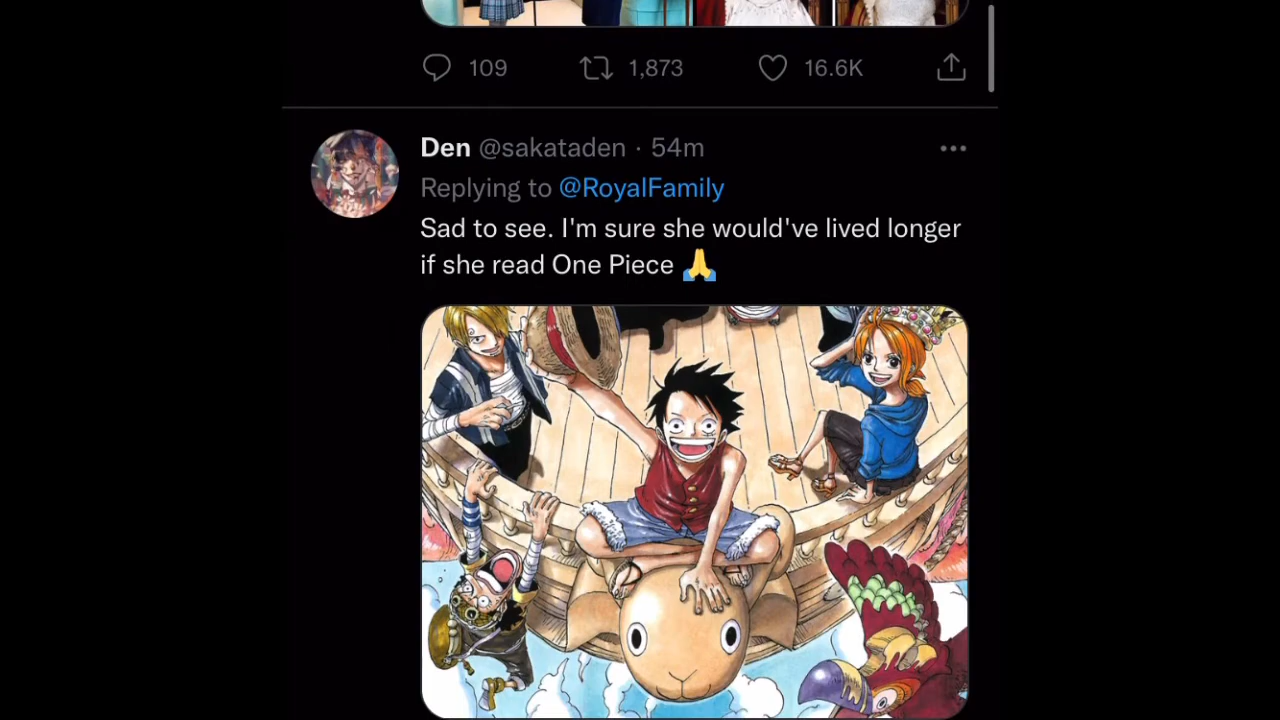 109 1,873 16.6K
Den @sakataden · 54m
Replying to @RoyalFamily
Sad to see. I'm sure she would've lived longer
if she read One Piece 🙏